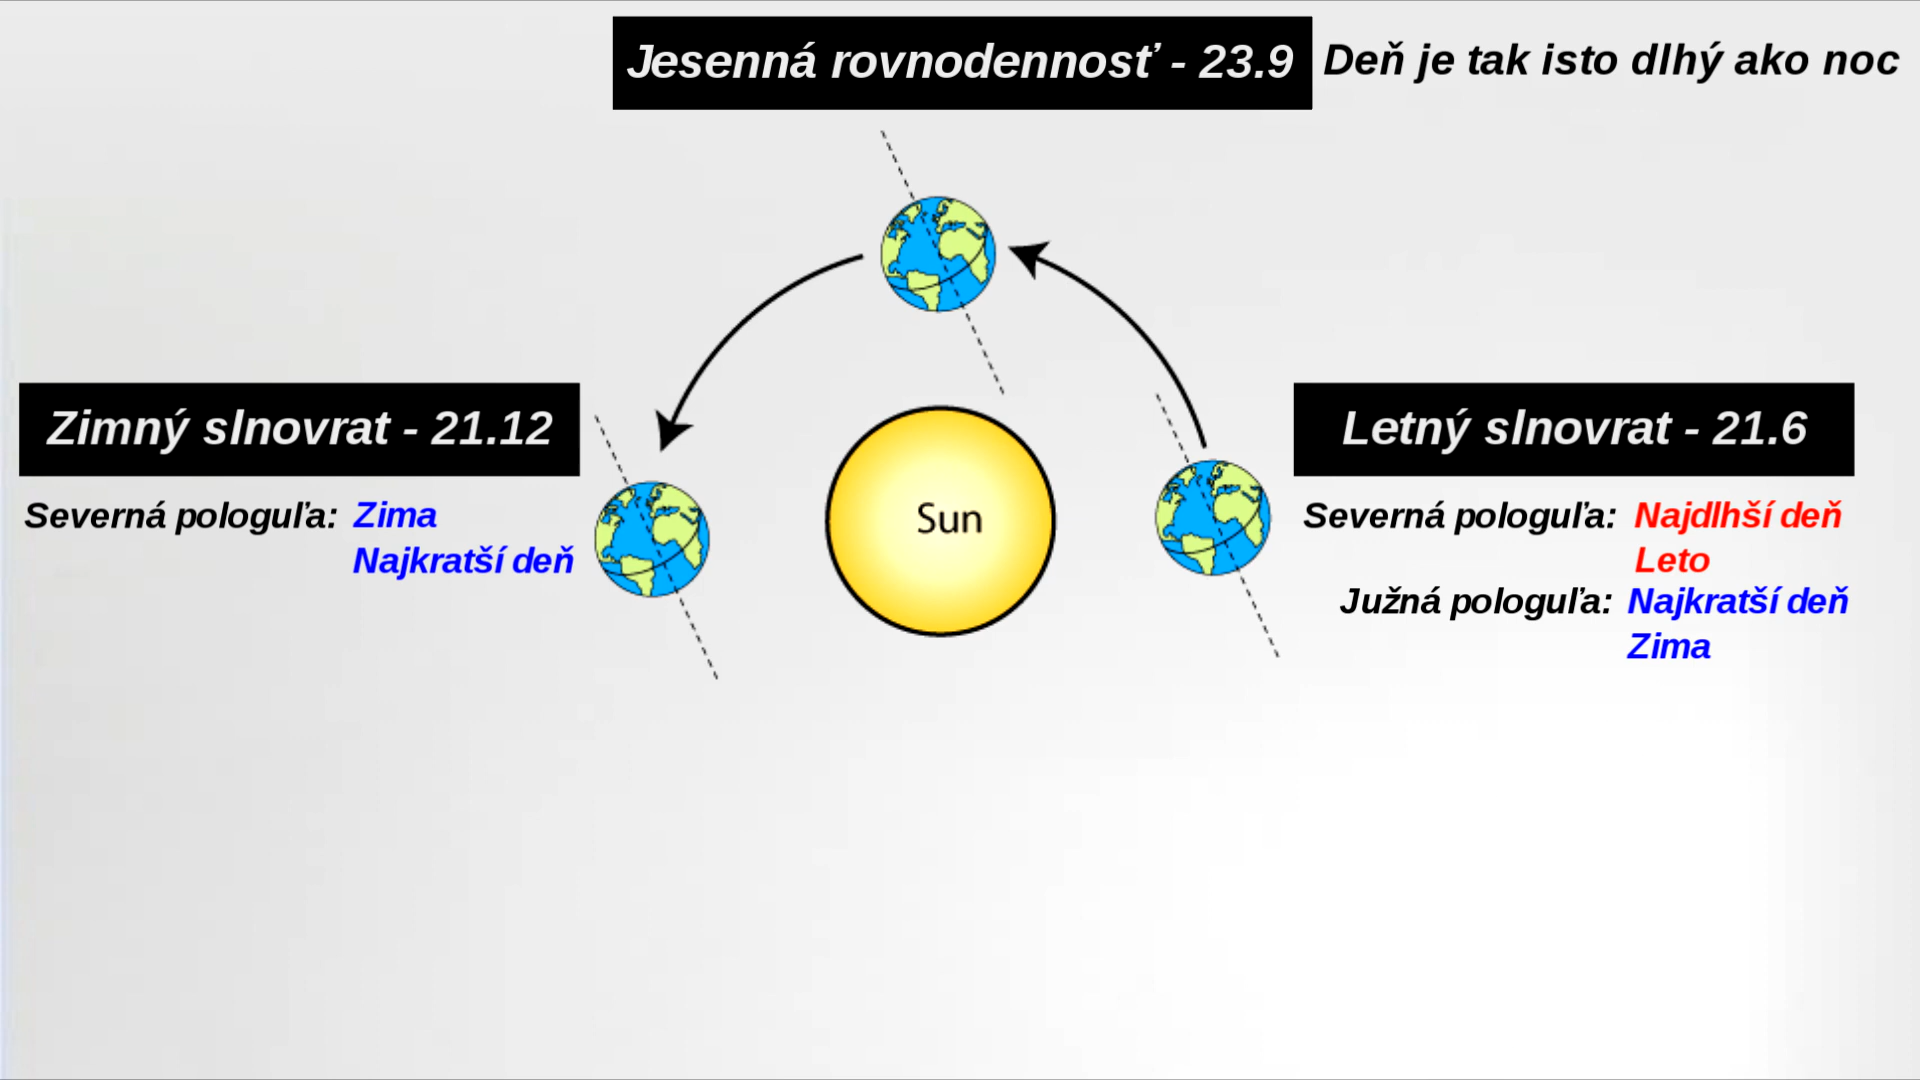 Jesenná rovnodennosť - 23.9
Deň je tak isto dlhý ako noc
Zimný slnovrat - 21.12
Severná pologuľa: Zima
Najkratší deň
Sun
Letný slnovrat - 21.6
Severná pologuľa: Najdlhší deň
Leto
Južná pologuľa: Najkratší deň
Zima